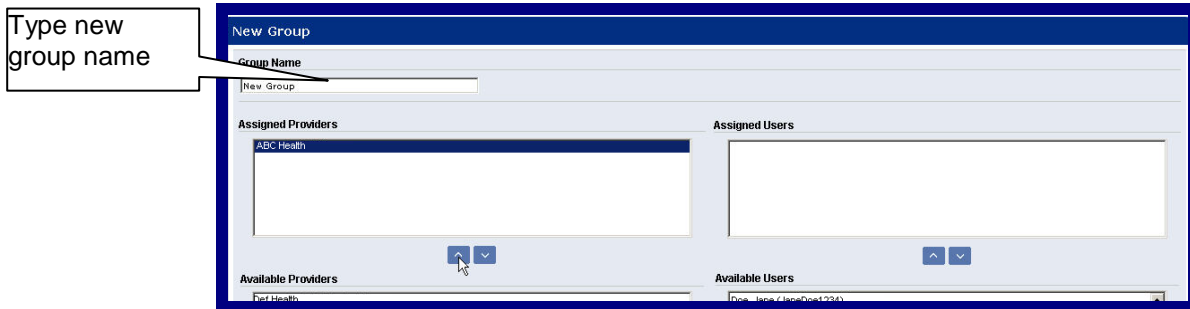 Type new
group name
New Group
Group Name
New Group
Assigned Providers
Assigned Users
ABC Health
Available Providers
Available Users
Def Health
Doe, Jane (JaneDoe1234)